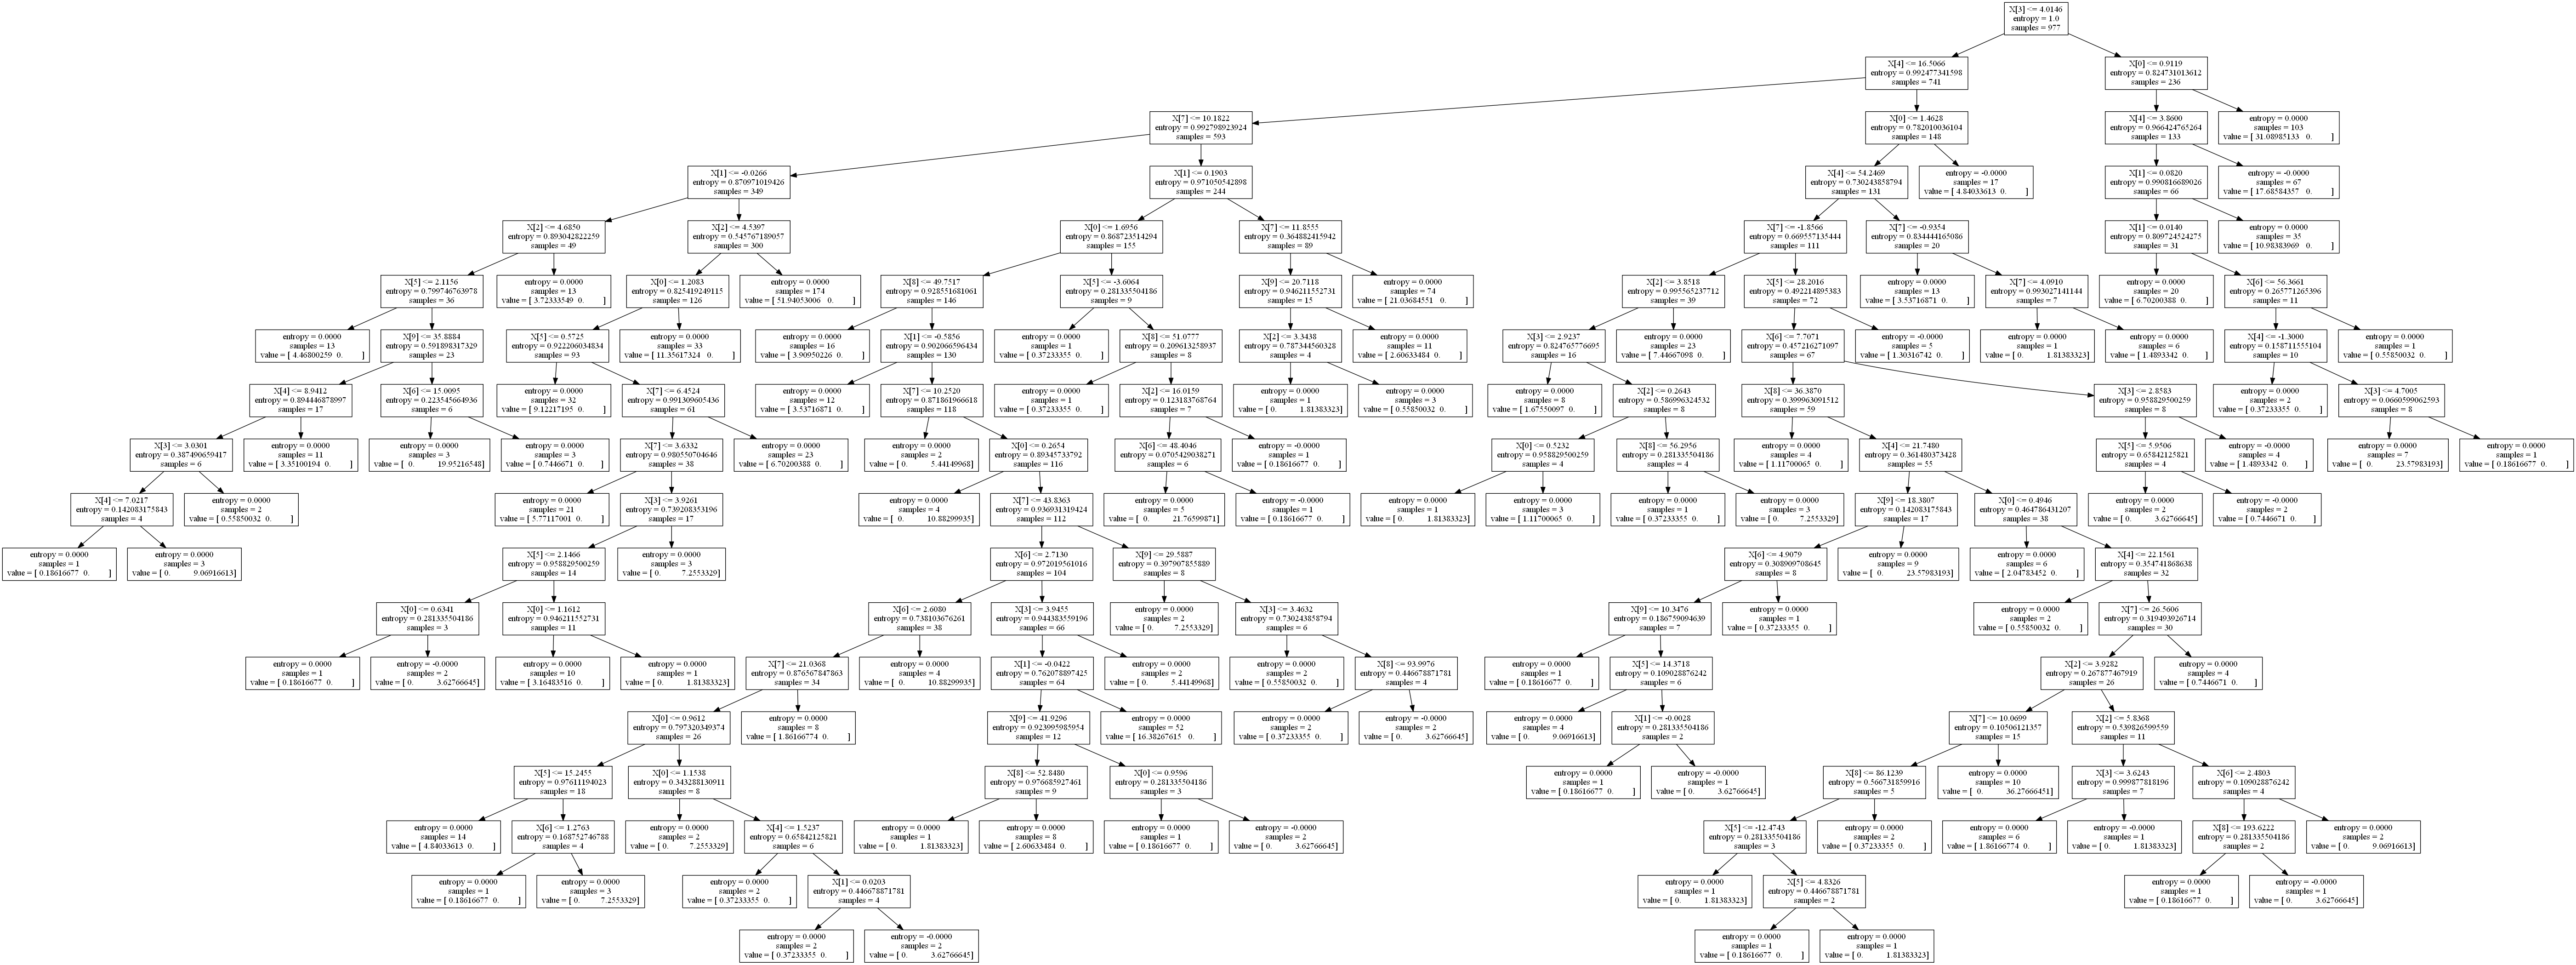 X[3] <= 4.0146
entropy = 1.0
samples = 977
X[4] <= 16.5066
entropy = 0.992477341598
samples = 741
X[0] <= 0.9119
entropy = 0.824731013612
samples = 236
X[7] <= 10.1822
entropy = 0.992798923924
samples = 593
X[0] <= 1.4628
entropy = 0.782010036104
samples = 148
X[4] <= 3.8600
entropy = 0.966424765264
samples = 133
entropy = 0.0000
samples = 103
value = [ 31.08985133 0. ]
X[1] <= -0.0266
entropy = 0.870971019426
samples = 349
X[1] <= 0.1903
entropy = 0.971050542898
samples = 244
X[4] <= 54.2469
entropy = 0.730243858794
samples = 131
entropy = -0.0000
samples = 17
value = [ 4.84033613 0. ]
X[1] <= 0.0820
entropy = 0.990816689026
samples = 66
entropy = -0.0000
samples = 67
value = [ 17.68584357 0. ]
X[2] <= 4.6850
entropy = 0.893042822259
samples = 49
X[2] <= 4.5397
entropy = 0.545767189057
samples = 300
X[0] <= 1.6956
entropy = 0.868723514294
samples = 155
X[7] <= 11.8555
entropy = 0.364882415942
samples = 89
X[7] <= -1.8566
entropy = 0.669557135444
samples = 111
X[7] <= -0.9354
entropy = 0.834444165086
samples = 20
X[1] <= 0.0140
entropy = 0.809724524275
samples = 31
entropy = 0.0000
samples = 35
value = [ 10.98383969 0. ]
X[5] <= 2.1156
entropy = 0.799746763978
samples = 36
entropy = 0.0000
samples = 13
value = [ 3.72333549 0. ]
X[0] <= 1.2083
entropy = 0.825419249115
samples = 126
entropy = 0.0000
samples = 174
value = [ 51.94053006 0. ]
X[8] <= 49.7517
entropy = 0.928551681061
samples = 146
X[5] <= -3.6064
entropy = 0.281335504186
samples = 9
X[9] <= 20.7118
entropy = 0.946211552731
samples = 15
entropy = 0.0000
samples = 74
value = [ 21.03684551 0. ]
X[2] <= 3.8518
entropy = 0.995565237712
samples = 39
X[5] <= 28.2016
entropy = 0.492214895383
samples = 72
entropy = 0.0000
samples = 13
value = [ 3.53716871 0. ]
X[7] <= 4.0910
entropy = 0.993027141144
samples = 7
entropy = 0.0000
samples = 20
value = [ 6.70200388 0. ]
X[6] <= 56.3661
entropy = 0.265771265396
samples = 11
entropy = 0.0000
samples = 13
value = [ 4.46800259 0. ]
X[9] <= 35.8884
entropy = 0.591898317329
samples = 23
X[5] <= 0.5725
entropy = 0.922206034834
samples = 93
entropy = 0.0000
samples = 33
value = [ 11.35617324 0. ]
entropy = 0.0000
samples = 16
value = [ 3.90950226 0. ]
X[1] <= -0.5856
entropy = 0.902066596434
samples = 130
entropy = 0.0000
samples = 1
value = [ 0.37233355 0. ]
X[8] <= 51.0777
entropy = 0.209613258937
samples = 8
X[2] <= 3.3438
entropy = 0.787344560328
samples = 4
entropy = 0.0000
samples = 11
value = [ 2.60633484 0. ]
X[3] <= 2.9237
entropy = 0.824765776695
samples = 16
entropy = 0.0000
samples = 23
value = [ 7.44667098 0. ]
X[6] <= 7.7071
entropy = 0.457216271097
samples = 67
entropy = -0.0000
samples = 5
value = [ 1.30316742 0. ]
entropy = 0.0000
samples = 1
value = [ 0. 1.81383323]
entropy = 0.0000
samples = 6
value = [ 1.4893342 0. ]
X[4] <= -1.3000
entropy = 0.158711555104
samples = 10
entropy = 0.0000
samples = 1
value = [ 0.55850032 0. ]
X[4] <= 8.9412
entropy = 0.894446878997
samples = 17
X[6] <= 15.0095
entropy = 0.223545664936
samples = 6
entropy = 0.0000
samples = 32
value = [ 9.12217195 0. ]
X[7] <= 6.4524
entropy = 0.991309605436
samples = 61
entropy = 0.0000
samples = 12
value = [ 3.53716871 0. ]
X[7] <= 10.2520
entropy = 0.871861966618
samples = 118
entropy = 0.0000
samples = 1
value = [ 0.37233355 0. ]
X[2] <= 16.0159
entropy = 0.123183768764
samples = 7
entropy = 0.0000
samples = 1
value = [ 0. 1.81383323]
entropy = 0.0000
samples = 3
value = [ 0.55850032 0. ]
entropy = 0.0000
samples = 8
value = [ 1.67550097 0. ]
X[2] <= 0.2643
entropy = 0.586996324532
samples = 8
X[8] <= 36.3870
entropy = 0.399963091512
samples = 59
X[3] <= 2.8583
entropy = 0.958829500259
samples = 8
entropy = 0.0000
samples = 2
value = [ 0.37233355 0. ]
X[3] <= 4.7005
entropy = 0.0660599062593
samples = 8
X[3] <= 3.0301
entropy = 0.387490659417
samples = 6
entropy = 0.0000
samples = 11
value = [ 3.35100194 0. ]
entropy = 0.0000
samples = 3
value = [ 0. 19.95216548]
entropy = 0.0000
samples = 3
value = [ 0.7446671 0. ]
X[7] <= 3.6332
entropy = 0.980550704646
samples = 38
entropy = 0.0000
samples = 23
value = [ 6.70200388 0. ]
entropy = 0.0000
samples = 2
value = [ 0. 5.44149968]
X[0] <= 0.2654
entropy = 0.89345733792
samples = 116
X[6] <= 48.4046
entropy = 0.0705429038271
samples = 6
entropy = -0.0000
samples = 1
value = [ 0.18616677 0. ]
X[0] <= 0.5232
entropy = 0.958829500259
samples = 4
X[8] <= 56.2956
entropy = 0.281335504186
samples = 4
entropy = 0.0000
samples = 4
value = [ 1.11700065 0. ]
X[4] <= 21.7480
entropy = 0.361480373428
samples = 55
X[5] <= 5.9506
entropy = 0.65842125821
samples = 4
entropy = -0.0000
samples = 4
value = [ 1.4893342 0. ]
entropy = 0.0000
samples = 7
value = [ 0. 23.57983193]
entropy = 0.0000
samples = 1
value = [ 0.18616677 0. ]
X[4] <= 7.0217
entropy = 0.142083175843
samples = 4
entropy = 0.0000
samples = 2
value = [ 0.55850032 0. ]
entropy = 0.0000
samples = 21
value = [ 5.77117001 0. ]
X[3] <= 3.9261
entropy = 0.739208353196
samples = 17
entropy = 0.0000
samples = 4
value = [ 0. 10.88299935]
X[7] <= 43.8363
entropy = 0.936931319424
samples = 112
entropy = 0.0000
samples = 5
value = [ 0. 21.76599871]
entropy = -0.0000
samples = 1
value = [ 0.18616677 0. ]
entropy = 0.0000
samples = 1
value = [ 0. 1.81383323]
entropy = 0.0000
samples = 3
value = [ 1.11700065 0. ]
entropy = 0.0000
samples = 1
value = [ 0.37233355 0. ]
entropy = 0.0000
samples = 3
value = [ 0. 7.2553329]
X[9] <= 18.3807
entropy = 0.142083175843
samples = 17
X[0] <= 0.4946
entropy = 0.464786431207
samples = 38
entropy = 0.0000
samples = 2
value = [ 0. 3.62766645]
entropy = -0.0000
samples = 2
value = [ 0.7446671 0. ]
entropy = 0.0000
samples = 1
value = [ 0.18616677 0. ]
entropy = 0.0000
samples = 3
value = [ 0. 9.06916613]
X[5] <= 2.1466
entropy = 0.958829500259
samples = 14
entropy = 0.0000
samples = 3
value = [ 0. 7.2553329]
X[6] <= 2.7130
entropy = 0.972019561016
samples = 104
X[9] <= 29.5887
entropy = 0.397907855889
samples = 8
X[6] <= 4.9079
entropy = 0.308909708645
samples = 8
entropy = 0.0000
samples = 9
value = [ 0. 23.57983193]
entropy = 0.0000
samples = 6
value = [ 2.04783452 0. ]
X[4] <= 22.1561
entropy = 0.354741868638
samples = 32
X[0] <= 0.6341
entropy = 0.281335504186
samples = 3
X[0] <= 1.1612
entropy = 0.946211552731
samples = 11
X[6] <= 2.6080
entropy = 0.738103676261
samples = 38
X[3] <= 3.9455
entropy = 0.944383559196
samples = 66
entropy = 0.0000
samples = 2
value = [ 0. 7.2553329]
X[3] <= 3.4632
entropy = 0.730243858794
samples = 6
X[9] <= 10.3476
entropy = 0.186759094639
samples = 7
entropy = 0.0000
samples = 1
value = [ 0.37233355 0. ]
entropy = 0.0000
samples = 2
value = [ 0.55850032 0. ]
X[7] <= 26.5606
entropy = 0.319493926714
samples = 30
entropy = 0.0000
samples = 1
value = [ 0.18616677 0. ]
entropy = -0.0000
samples = 2
value = [ 0. 3.62766645]
entropy = 0.0000
samples = 10
value = [ 3.16483516 0. ]
entropy = 0.0000
samples = 1
value = [ 0. 1.81383323]
X[7] <= 21.0368
entropy = 0.876567847863
samples = 34
entropy = 0.0000
samples = 4
value = [ 0. 10.88299935]
X[1] <= -0.0422
entropy = 0.762078897425
samples = 64
entropy = 0.0000
samples = 2
value = [ 0. 5.44149968]
entropy = 0.0000
samples = 2
value = [ 0.55850032 0. ]
X[8] <= 93.9976
entropy = 0.446678871781
samples = 4
entropy = 0.0000
samples = 1
value = [ 0.18616677 0. ]
X[5] <= 14.3718
entropy = 0.109028876242
samples = 6
X[2] <= 3.9282
entropy = 0.267877467919
samples = 26
entropy = 0.0000
samples = 4
value = [ 0.7446671 0. ]
X[0] <= 0.9612
entropy = 0.797320349374
samples = 26
entropy = 0.0000
samples = 8
value = [ 1.86166774 0. ]
X[9] <= 41.9296
entropy = 0.923995985954
samples = 12
entropy = 0.0000
samples = 52
value = [ 16.38267615 0. ]
entropy = 0.0000
samples = 2
value = [ 0.37233355 0. ]
entropy = -0.0000
samples = 2
value = [ 0. 3.62766645]
entropy = 0.0000
samples = 4
value = [ 0. 9.06916613]
X[1] <= -0.0028
entropy = 0.281335504186
samples = 2
X[7] <= 10.0699
entropy = 0.10506121357
samples = 15
X[2] <= 5.8368
entropy = 0.539826599559
samples = 11
X[5] <= 15.2455
entropy = 0.97611194023
samples = 18
X[0] <= 1.1538
entropy = 0.343288130911
samples = 8
X[8] <= 52.8480
entropy = 0.976685927461
samples = 9
X[0] <= 0.9596
entropy = 0.281335504186
samples = 3
entropy = 0.0000
samples = 1
value = [ 0.18616677 0. ]
entropy = -0.0000
samples = 1
value = [ 0. 3.62766645]
X[8] <= 86.1239
entropy = 0.566731859916
samples = 5
entropy = 0.0000
samples = 10
value = [ 0. 36.27666451]
X[3] <= 3.6243
entropy = 0.999877818196
samples = 7
X[6] <= 2.4803
entropy = 0.109028876242
samples = 4
entropy = 0.0000
samples = 14
value = [ 4.84033613 0. ]
X[6] <= 1.2763
entropy = 0.168752746788
samples = 4
entropy = 0.0000
samples = 2
value = [ 0. 7.2553329]
X[4] <= 1.5237
entropy = 0.65842125821
samples = 6
entropy = 0.0000
samples = 1
value = [ 0. 1.81383323]
entropy = 0.0000
samples = 8
value = [ 2.60633484 0. ]
entropy = 0.0000
samples = 1
value = [ 0.18616677 0. ]
entropy = -0.0000
samples = 2
value = [ 0. 3.62766645]
X[5] <= -12.4743
entropy = 0.281335504186
samples = 3
entropy = 0.0000
samples = 2
value = [ 0.37233355 0. ]
entropy = 0.0000
samples = 6
value = [ 1.86166774 0. ]
entropy = -0.0000
samples = 1
value = [ 0. 1.81383323]
X[8] <= 193.6222
entropy = 0.281335504186
samples = 2
entropy = 0.0000
samples = 2
value = [ 0. 9.06916613]
entropy = 0.0000
samples = 1
value = [ 0.18616677 0. ]
entropy = 0.0000
samples = 3
value = [ 0. 7.2553329]
entropy = 0.0000
samples = 2
value = [ 0.37233355 0. ]
X[1] <= 0.0203
entropy = 0.446678871781
samples = 4
entropy = 0.0000
samples = 1
value = [ 0. 1.81383323]
X[5] <= 4.8326
entropy = 0.446678871781
samples = 2
entropy = 0.0000
samples = 1
value = [ 0.18616677 0. ]
entropy = -0.0000
samples = 1
value = [ 0. 3.62766645]
entropy = 0.0000
samples = 2
value = [ 0.37233355 0. ]
entropy = -0.0000
samples = 2
value = [ 0. 3.62766645]
entropy = 0.0000
samples = 1
value = [ 0.18616677 0. ]
entropy = 0.0000
samples = 1
value = [ 0. 1.81383323]